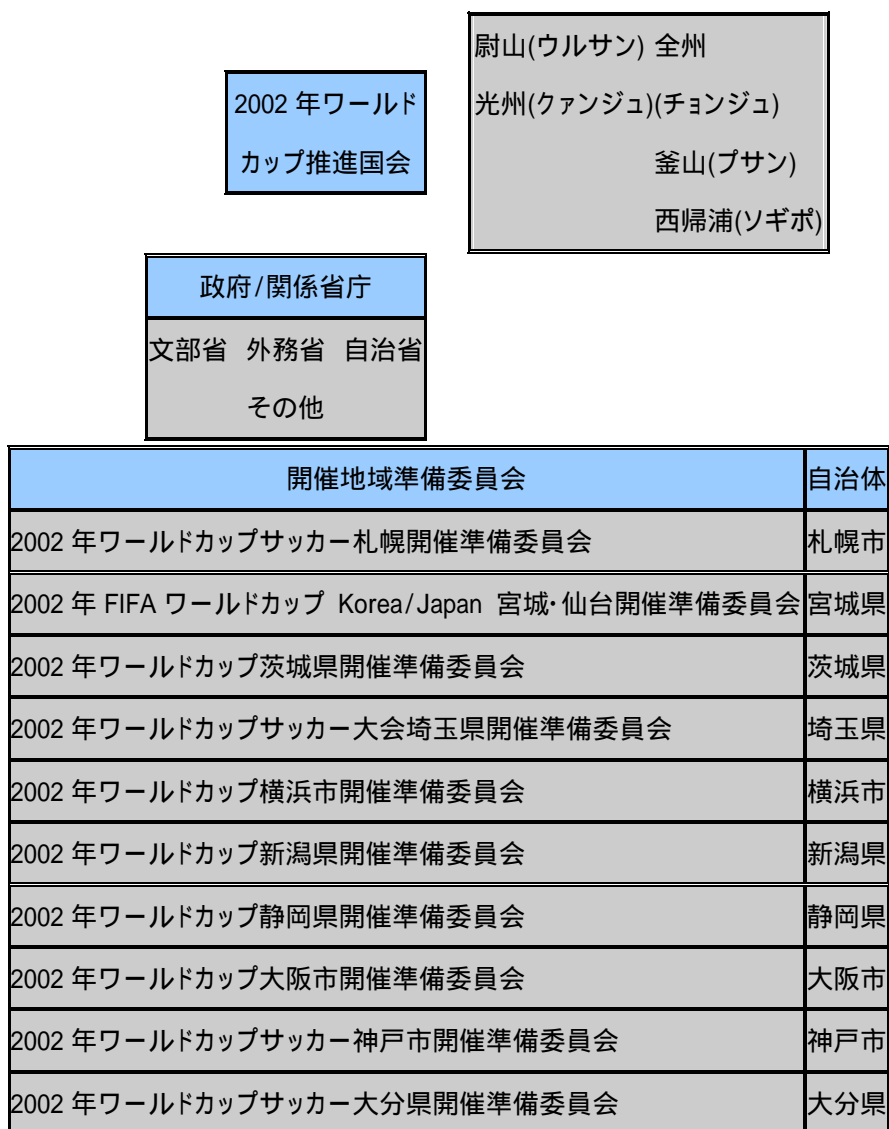 尉山(ウルサン) 全州
光州(クァンジュ)(チョンジュ)
釜山(プサン)
西帰浦(ソギポ)
2002 年ワールド
カップ推進国会
政府/関係省庁
文部省 外務省 自治省
その他
開催地域準備委員会 自治体
2002 年ワールドカップサッカー札幌開催準備委員会 札幌市
2002 年 FIFA ワールドカップ Korea/Japan 宮城・仙台開催準備委員会 宮城県
2002 年ワールドカップ茨城県開催準備委員会 茨城県
2002 年ワールドカップサッカー大会埼玉県開催準備委員会 埼玉県
2002 年ワールドカップ横浜市開催準備委員会 横浜市
2002 年ワールドカップ新潟県開催準備委員会 新潟県
2002 年ワールドカップ静岡県開催準備委員会 静岡県
2002 年ワールドカップ大阪市開催準備委員会 大阪市
2002 年ワールドカップサッカー神戸市開催準備委員会 神戸市
2002 年ワールドカップサッカー大分県開催準備委員会 大分県